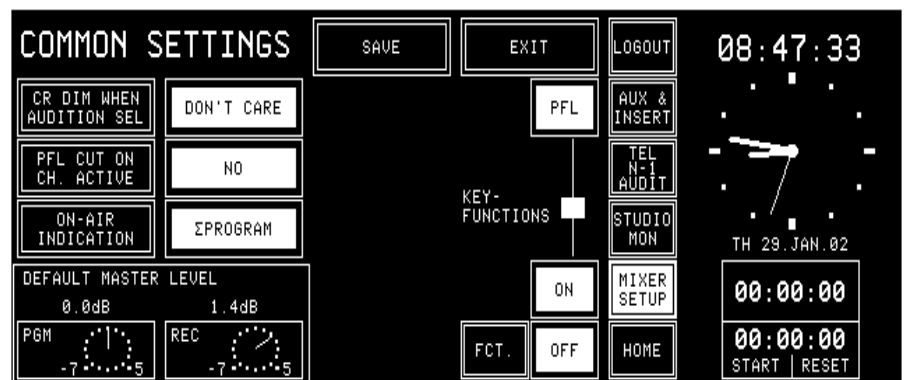 COMMON SETTINGS
SAVE
EXIT
LOGOUT
08:47:33
CR DIM WHEN
AUDITION SEL
DON'T CARE
PFL
AUX &
INSERT
PFL CUT ON
CH. ACTIVE
NO
TEL
N-1
AUDIT
KEY-
FUNCTIONS
ON-AIR
INDICATION
ΣPROGRAM
STUDIO
MON
TH 29.JAN.02
DEFAULT MASTER LEVEL
0.0dB
1.4dB
ON
MIXER
SETUP
00:00:00
PGM
-7
5
REC
-7
5
FCT.
OFF
HOME
00:00:00
START
RESET